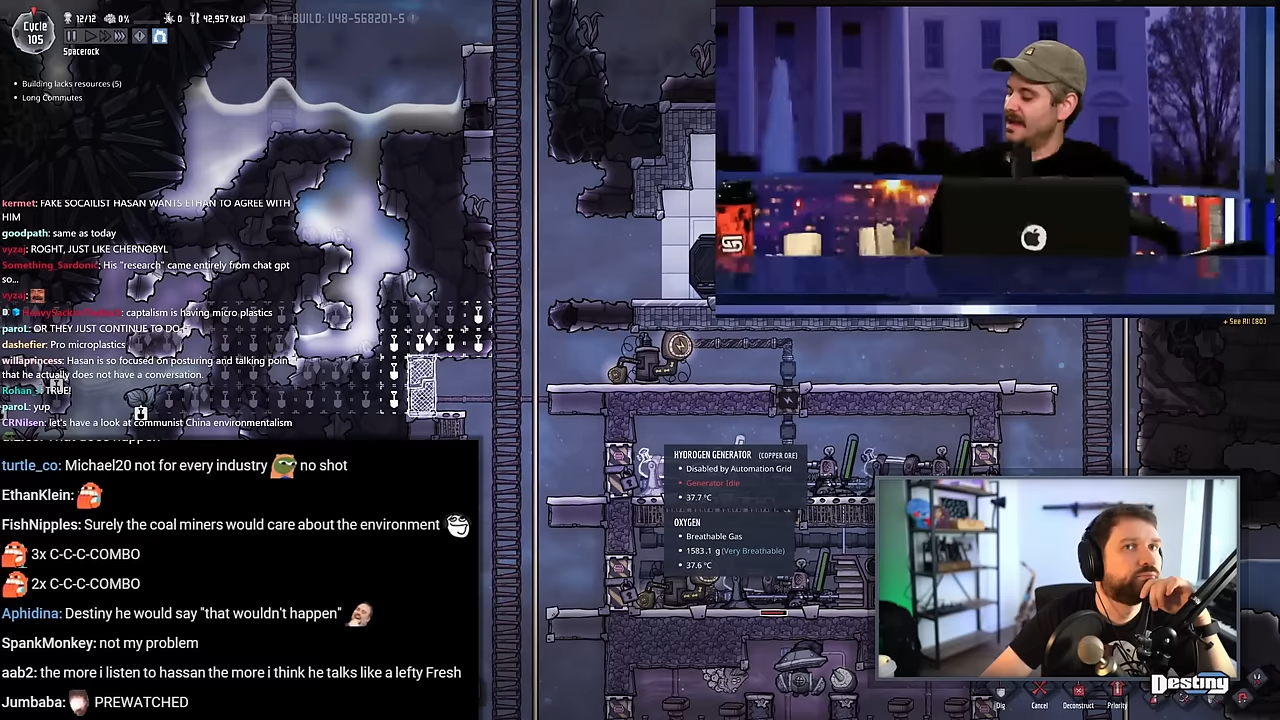 Cycle
105
12/12
0%
0
42,957 kcal
BUILD: U48-568201-S
Spacerock
• Building lacks resources (5)
• Long Commutes
kermet: FAKE SOCAILIST HASAN WANTS ETHAN TO AGREE WITH
HIM
goodpath: same as today
vyzaj: ROGHT, JUST LIKE CHERNOBYL
Something_Sardonic: His "research" came entirely from chat gpt
so...
vyzaj:
captalism is having micro plastics
parol: OR THEY JUST CONTINUE TO DO
dashefier: Pro microplastics
willaprincess: Hasan is so focused on posturing and talking poin
that he actually does not have a conversation.
Rohan_: TRUE!
parol: yup
CRNilsen: let's have a look at communist China environmentalism
turtle_co: Michael20 not for every industry no shot
EthanKlein:
FishNipples: Surely the coal miners would care about the environment
3x C-C-C-COMBO
2x C-C-C-COMBO
Aphidina: Destiny he would say "that wouldn't happen"
SpankMonkey: not my problem
aab2: therefore i listen to hassan therefore i think he talks like a lefty Fresh
Jumbaba: PREWATCHED
+ See All (80)
HYDROGEN GENERATOR (COPPER ORE)
• Disabled by Automation Grid
• Generator Idle
• 37.7 °C
OXYGEN
• Breathable Gas
• 1583.1 g (Very Breathable)
Destiny
Dig
Cancel
Deconstruct
Priority